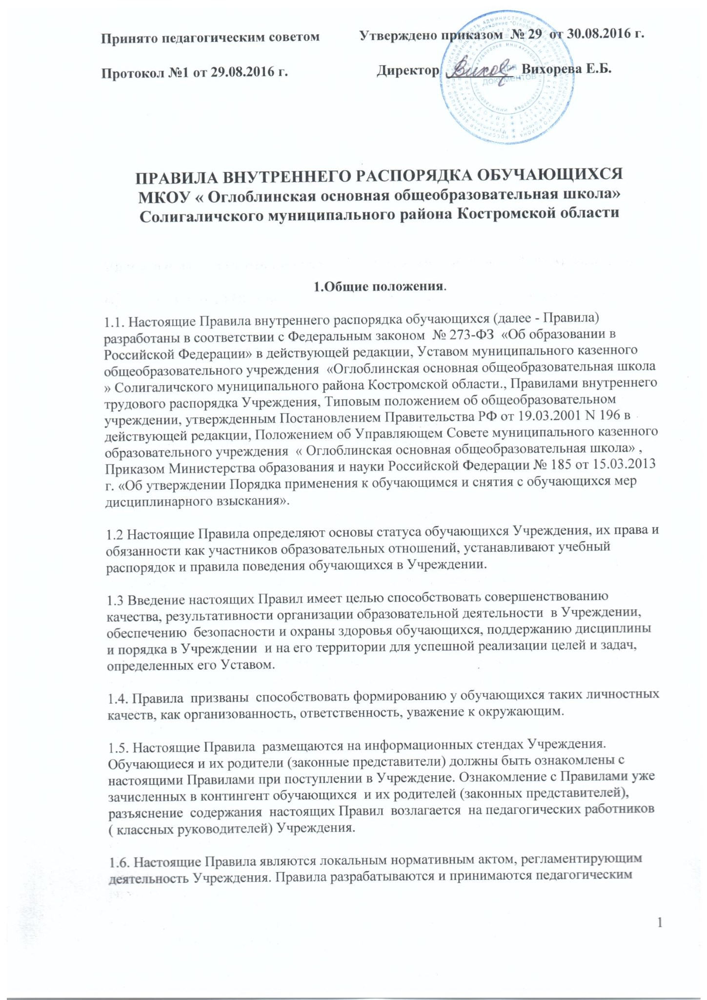 Принято педагогическим советом Утверждено приказом № 29 от 30.08.2016 г.
Протокол №1 от 29.08.2016 г. Директор Вихорева Е.Б.
для
документов
ПРАВИЛА ВНУТРЕННЕГО РАСПОРЯДКА ОБУЧАЮЩИХСЯ
МКОУ « Оглоблинская основная общеобразовательная школа»
Солигаличского муниципального района Костромской области
1.Общие положения.
1.1. Настоящие Правила внутреннего распорядка обучающихся (далее - Правила)
разработаны в соответствии с Федеральным законом № 273-ФЗ «Об образовании в
Российской Федерации» в действующей редакции, Уставом муниципального казенного
общеобразовательного учреждения «Оглоблинская основная общеобразовательная школа
» Солигаличского муниципального района Костромской области., Правилами внутреннего
трудового распорядка Учреждения, Типовым положением об общеобразовательном
учреждении, утвержденным Постановлением Правительства РФ от 19.03.2001 N 196 в
действующей редакции, Положением об Управляющем Совете муниципального казенного
образовательного учреждения « Оглоблинская основная общеобразовательная школа» ,
Приказом Министерства образования и науки Российской Федерации № 185 от 15.03.2013
г. «Об утверждении Порядка применения к обучающимся и снятия с обучающихся мер
дисциплинарного взыскания».
1.2 Настоящие Правила определяют основы статуса обучающихся Учреждения, их права и
обязанности как участников образовательных отношений, устанавливают учебный
распорядок и правила поведения обучающихся в Учреждении.
1.3 Введение настоящих Правил имеет целью способствовать совершенствованию
качества, результативности организации образовательной деятельности в Учреждении,
обеспечению безопасности и охраны здоровья обучающихся, поддержанию дисциплины
и порядка в Учреждении и на его территории для успешной реализации целей и задач,
определенных его Уставом.
1.4. Правила призваны способствовать формированию у обучающихся таких личностных
качеств, как организованность, ответственность, уважение к окружающим.
1.5. Настоящие Правила размещаются на информационных стендах Учреждения.
Обучающиеся и их родители (законные представители) должны быть ознакомлены с
настоящими Правилами при поступлении в Учреждение. Ознакомление с Правилами уже
зачисленных в контингент обучающихся и их родителей (законных представителей),
разъяснение содержания настоящих Правил возлагается на педагогических работников
( классных руководителей) Учреждения.
1.6. Настоящие Правила являются локальным нормативным актом, регламентирующим
деятельность Учреждения. Правила разрабатываются и принимаются педагогическим
1